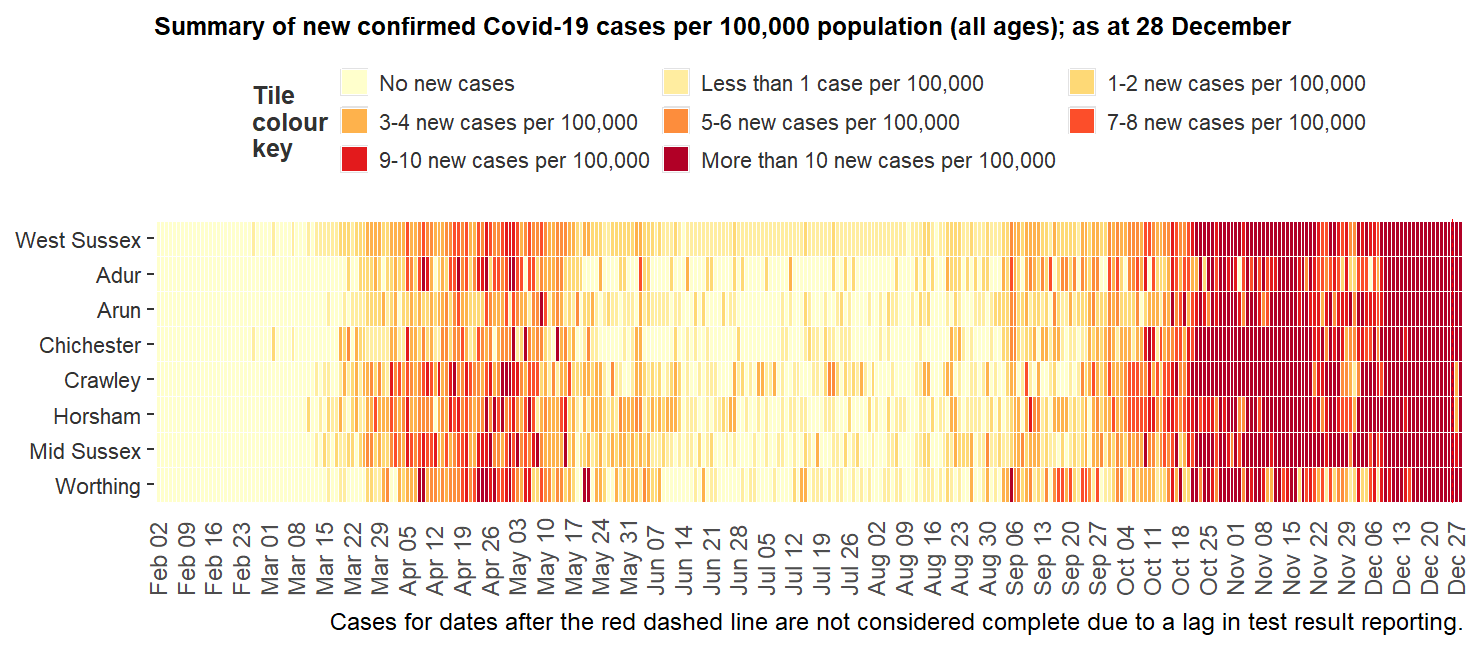 Summary of new confirmed Covid-19 cases per 100,000 population (all ages); as at 28 December
Tile
colour
key
No new cases
Less than 1 case per 100,000
1-2 new cases per 100,000
3-4 new cases per 100,000
5-6 new cases per 100,000
7-8 new cases per 100,000
9-10 new cases per 100,000
More than 10 new cases per 100,000
West Sussex
Adur
Arun
Chichester
Crawley
Horsham
Mid Sussex
Worthing
Feb 02
Feb 09
Feb 16
Feb 23
Mar 01
Mar 08
Mar 15
Mar 22
Mar 29
Apr 05
Apr 12
Apr 19
Apr 26
May 03
May 10
May 17
May 24
May 31
Jun 07
Jun 14
Jun 21
Jun 28
Jul 05
Jul 12
Jul 19
Jul 26
Aug 02
Aug 09
Aug 16
Aug 23
Aug 30
Sep 06
Sep 13
Sep 20
Sep 27
Oct 04
Oct 11
Oct 18
Oct 25
Nov 01
Nov 08
Nov 15
Nov 22
Nov 29
Dec 06
Dec 13
Dec 20
Dec 27
Cases for dates after the red dashed line are not considered complete due to a lag in test result reporting.